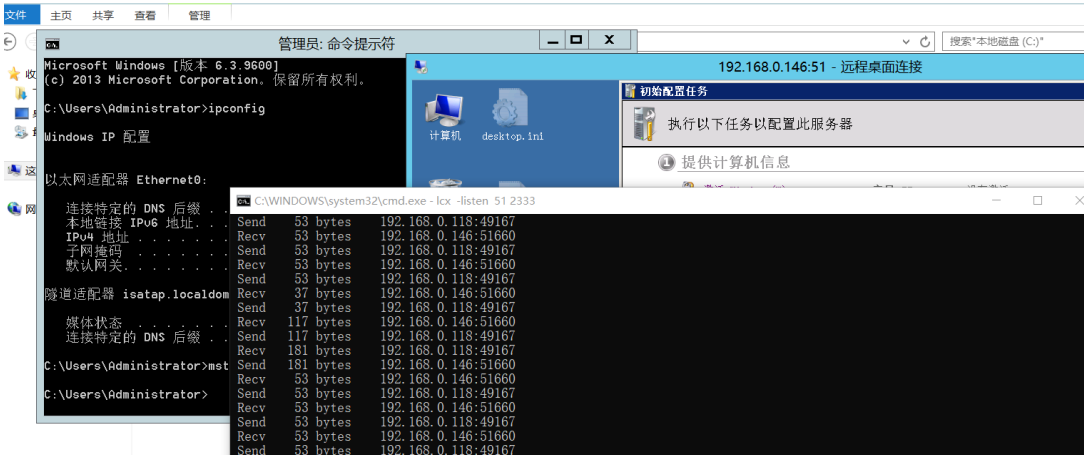 文件 主页 共享 查看 管理
管理员: 命令提示符
搜索"本地磁盘 (C:)"
Microsoft Windows [版本 6.3.9600]
(c) 2013 Microsoft Corporation。保留所有权利。
C:\Users\Administrator>ipconfig
Windows IP 配置
以太网适配器 Ethernet0:
连接特定的 DNS 后缀 . .
本地链接 IPv6 地址. . .
IPv4 地址 . . . . . . .
子网掩码 . . . . . . .
默认网关. . . . . . . .
隧道适配器 isatap.localdom
媒体状态 . . . . . . .
连接特定的 DNS 后缀 . .
C:\Users\Administrator>mst
C:\Users\Administrator>
收
这
网
192.168.0.146:51 - 远程桌面连接
计算机 desktop.ini
初始配置任务
执行以下任务以配置此服务器
1 提供计算机信息
C:\WINDOWS\system32\cmd.exe - lcx -listen 51 2333
Send 53 bytes 192.168.0.118:49167
Recv 53 bytes 192.168.0.146:51660
Send 53 bytes 192.168.0.118:49167
Recv 53 bytes 192.168.0.146:51660
Send 53 bytes 192.168.0.118:49167
Recv 37 bytes 192.168.0.146:51660
Send 37 bytes 192.168.0.118:49167
Recv 117 bytes 192.168.0.146:51660
Send 117 bytes 192.168.0.118:49167
Recv 181 bytes 192.168.0.146:51660
Send 181 bytes 192.168.0.118:49167
Recv 53 bytes 192.168.0.146:51660
Send 53 bytes 192.168.0.118:49167
Recv 53 bytes 192.168.0.146:51660
Send 53 bytes 192.168.0.118:49167
Recv 53 bytes 192.168.0.146:51660
Send 53 bytes 192.168.0.118:49167